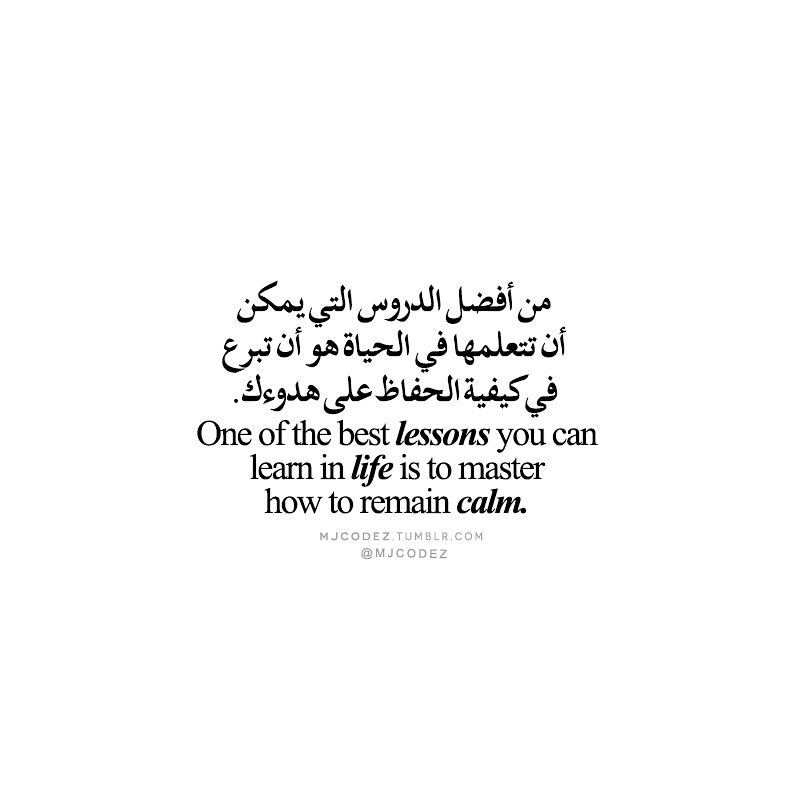 من أفضل الدروس التي يمكن
أن تتعلمها في الحياة هو أن تبرع
في كيفية الحفاظ على هدوءك.
One of the best lessons you can
learn in life is to master
how to remain calm.
MJCODEZ.TUMBLR.COM
@MJCODEZ